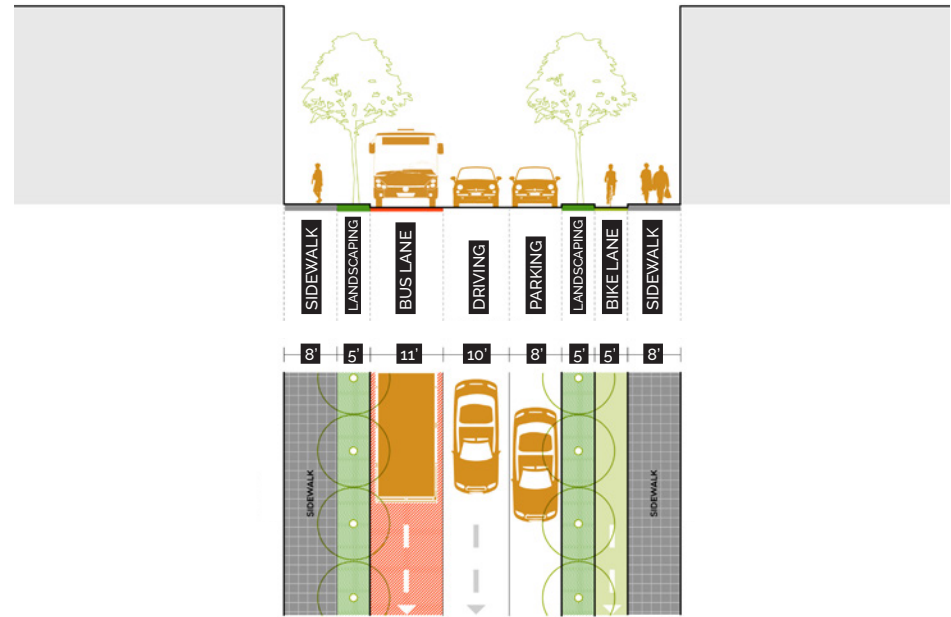 SIDEWALK
LANDSCAPING
BUS LANE
DRIVING
PARKING
LANDSCAPING
BIKE LANE
SIDEWALK
8' 5' 11' 10' 8' 5' 5' 8'
SIDEWALK
SIDEWALK